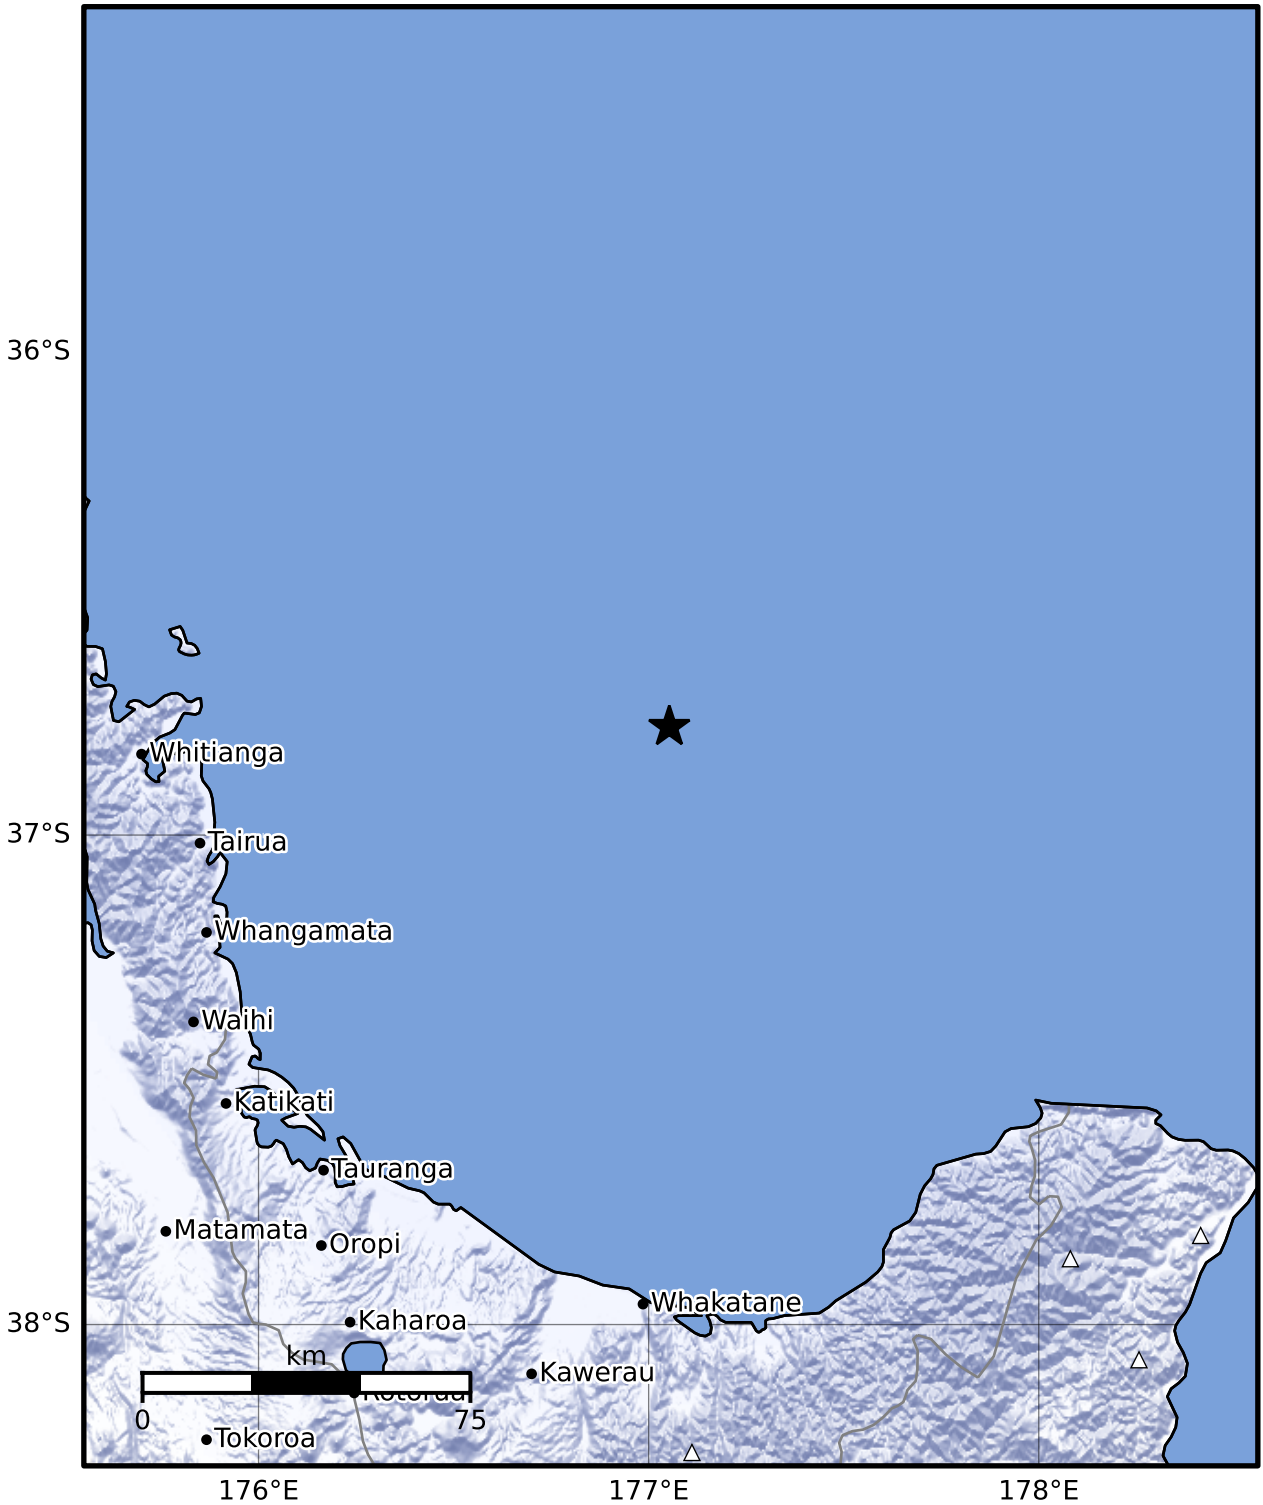 36°S
Whitianga
37°S
Tairua
Whangamata
Waihi
Katikati
Tauranga
Matamata
Oropi
Whakatane
38°S
Kaharoa
km
Kawerau
Rotorua
0
75
Tokoroa
176°E
177°E
178°E